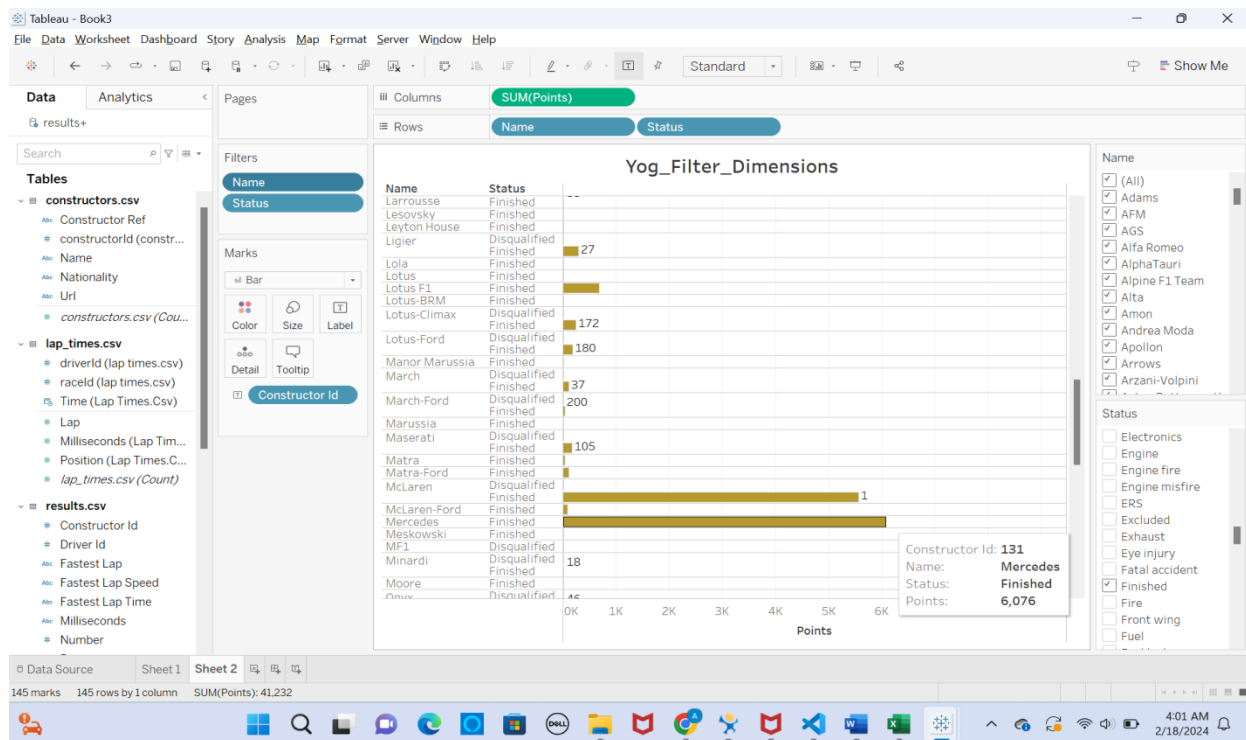 Tableau - Book3
File Data Worksheet Dashboard Story Analysis Map Format Server Window Help
Standard
Show Me
Data Analytics
results+
Search
Tables
constructors.csv
Abc Constructor Ref
# constructorId (constr...
Abc Name
Abc Nationality
Abc Url
# constructors.csv (Cou...
lap_times.csv
# driverId (lap times.csv)
# raceId (lap times.csv)
Time (Lap Times.Csv)
# Lap
# Milliseconds (Lap Tim...
# Position (Lap Times.C...
# lap_times.csv (Count)
results.csv
# Constructor Id
# Driver Id
Abc Fastest Lap
Abc Fastest Lap Speed
Abc Fastest Lap Time
Abc Milliseconds
# Number
Pages
Filters
Name
Status
Marks
Bar
Color Size Label
Detail Tooltip
Constructor Id
Columns SUM(Points)
Rows Name Status
Yog_Filter_Dimensions
Name Status
Larrousse Finished
Lesovsky Finished
Leyton House Finished
Ligier Disqualified
Finished 27
Lola Finished
Lotus Finished
Lotus F1 Finished
Lotus-BRM Finished
Lotus-Climax Disqualified
Finished 172
Lotus-Ford Disqualified
Finished 180
Manor Marussia Finished
March Disqualified
Finished 37
March-Ford Disqualified 200
Finished
Marussia Finished
Maserati Disqualified
Finished 105
Matra Finished
Matra-Ford Finished
McLaren Disqualified
Finished 1
McLaren-Ford Finished
Mercedes Finished
Meskowski Finished
MF1 Disqualified
Minardi Disqualified 18
Finished
Moore Finished
Onyx Disqualified 46
0K 1K 2K 3K 4K 5K 6K
Points
Constructor Id: 131
Name: Mercedes
Status: Finished
Points: 6,076
Name
(All)
Adams
AFM
AGS
Alfa Romeo
AlphaTauri
Alpine F1 Team
Alta
Amon
Andrea Moda
Apollon
Arrows
Arzani-Volpini
Status
Electronics
Engine
Engine fire
Engine misfire
ERS
Excluded
Exhaust
Eye injury
Fatal accident
Finished
Fire
Front wing
Fuel
Data Source Sheet 1 Sheet 2
145 marks 145 rows by 1 column SUM(Points): 41,232
DELL
4:01 AM
2/18/2024